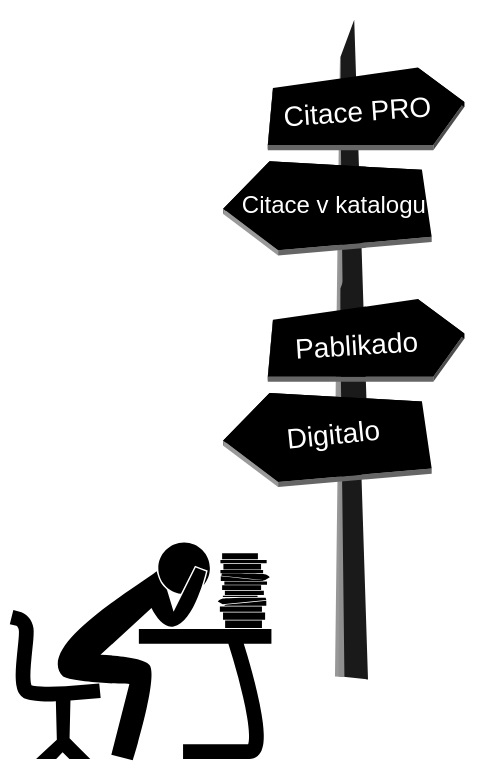 Citace PRO
Citace v katalogu
Pablikado
Digitalo